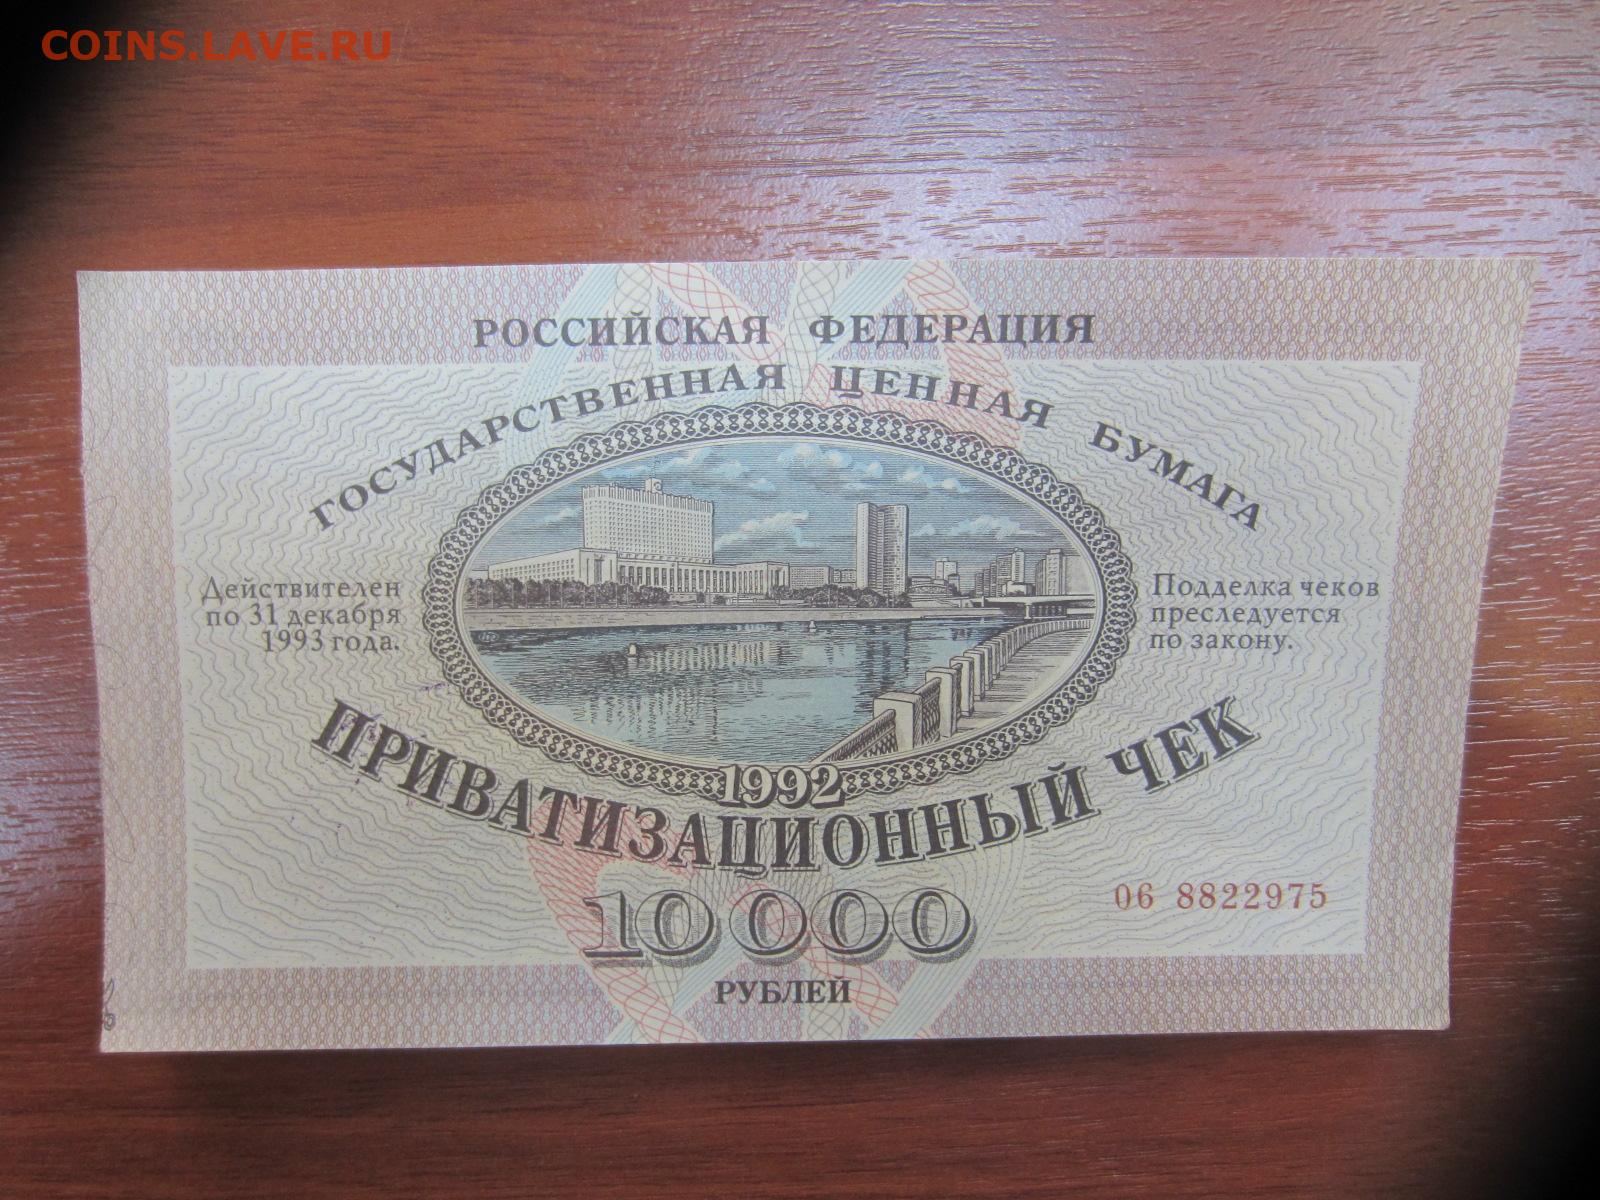 COINS.LAVE.RU
РОССИЙСКАЯ ФЕДЕРАЦИЯ
ГОСУДАРСТВЕННАЯ ЦЕННАЯ БУМАГА
Действителен
по 31 декабря
1993 года.
Подделка чеков
преследуется
по закону.
1992
ПРИВАТИЗАЦИОННЫЙ ЧЕК
10 000
06 8822975
РУБЛЕЙ